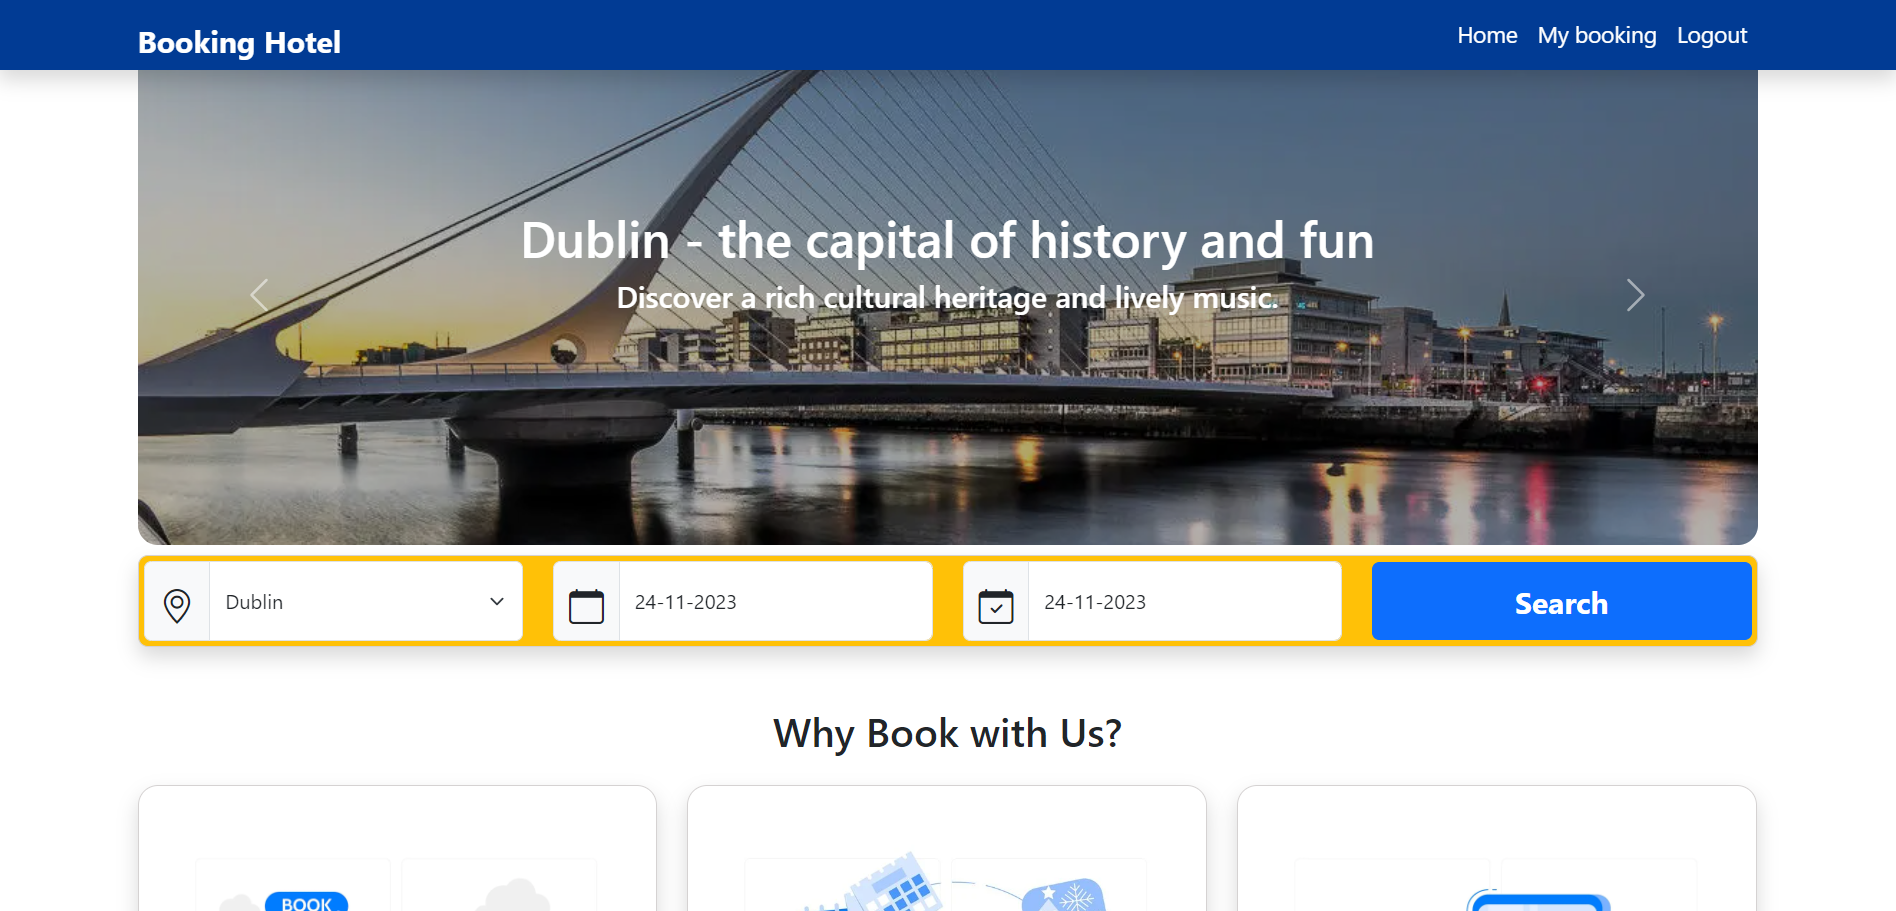 Booking Hotel
Home My booking Logout
Dublin - the capital of history and fun
Discover a rich cultural heritage and lively music.
Dublin
24-11-2023
24-11-2023
Search
Why Book with Us?
BOOK